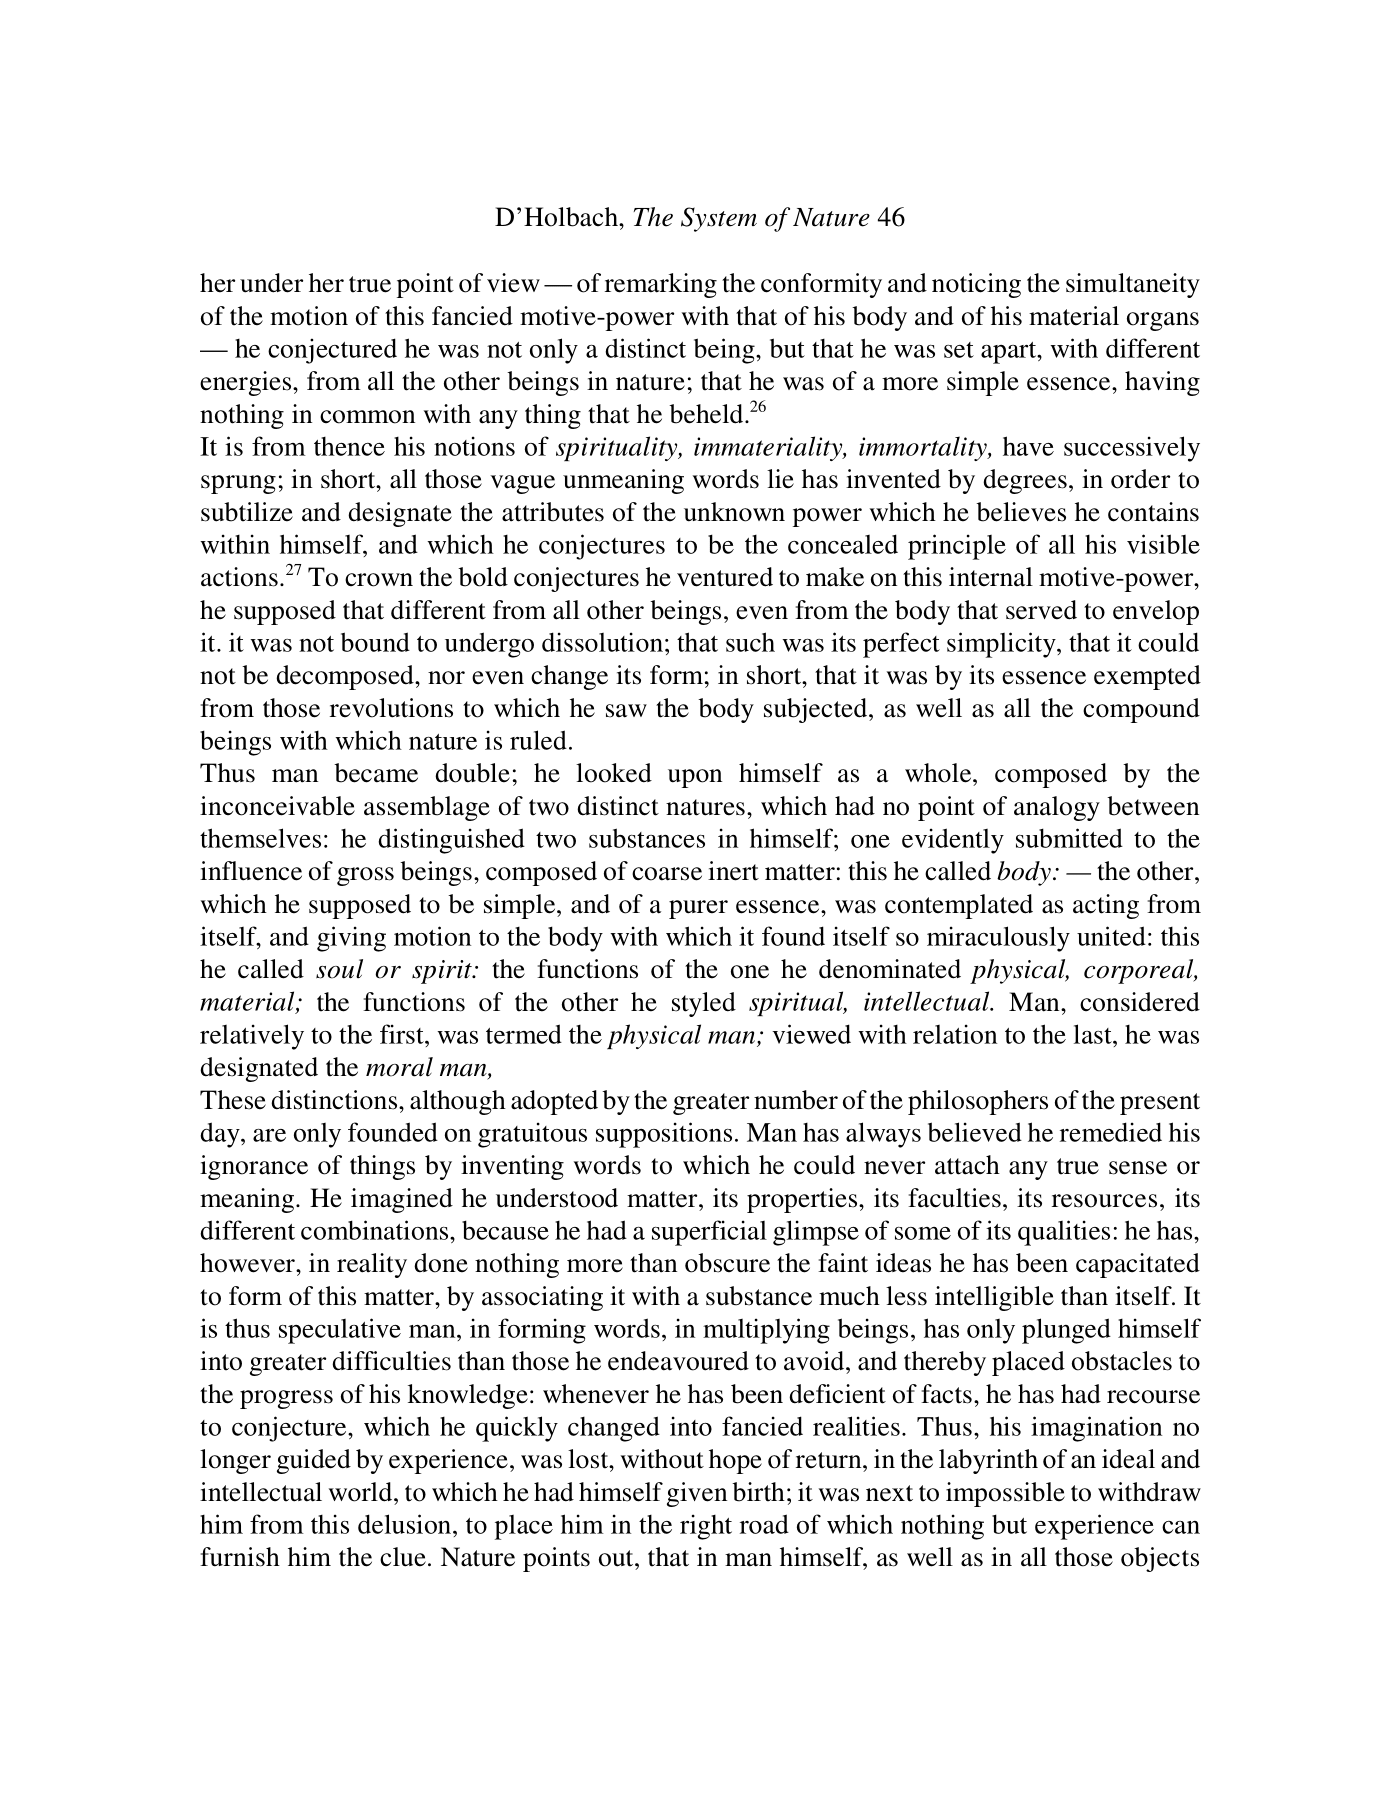 D’Holbach, The System of Nature 46
her under her true point of view — of remarking the conformity and noticing the simultaneity
of the motion of this fancied motive-power with that of his body and of his material organs
— he conjectured he was not only a distinct being, but that he was set apart, with different
energies, from all the other beings in nature; that he was of a more simple essence, having
nothing in common with any thing that he beheld.26
It is from thence his notions of spirituality, immateriality, immortality, have successively
sprung; in short, all those vague unmeaning words lie has invented by degrees, in order to
subtilize and designate the attributes of the unknown power which he believes he contains
within himself, and which he conjectures to be the concealed principle of all his visible
actions.27 To crown the bold conjectures he ventured to make on this internal motive-power,
he supposed that different from all other beings, even from the body that served to envelop
it. it was not bound to undergo dissolution; that such was its perfect simplicity, that it could
not be decomposed, nor even change its form; in short, that it was by its essence exempted
from those revolutions to which he saw the body subjected, as well as all the compound
beings with which nature is ruled.
Thus man became double; he looked upon himself as a whole, composed by the
inconceivable assemblage of two distinct natures, which had no point of analogy between
themselves: he distinguished two substances in himself; one evidently submitted to the
influence of gross beings, composed of coarse inert matter: this he called body: — the other,
which he supposed to be simple, and of a purer essence, was contemplated as acting from
itself, and giving motion to the body with which it found itself so miraculously united: this
he called soul or spirit: the functions of the one he denominated physical, corporeal,
material; the functions of the other he styled spiritual, intellectual. Man, considered
relatively to the first, was termed the physical man; viewed with relation to the last, he was
designated the moral man,
These distinctions, although adopted by the greater number of the philosophers of the present
day, are only founded on gratuitous suppositions. Man has always believed he remedied his
ignorance of things by inventing words to which he could never attach any true sense or
meaning. He imagined he understood matter, its properties, its faculties, its resources, its
different combinations, because he had a superficial glimpse of some of its qualities: he has,
however, in reality done nothing more than obscure the faint ideas he has been capacitated
to form of this matter, by associating it with a substance much less intelligible than itself. It
is thus speculative man, in forming words, in multiplying beings, has only plunged himself
into greater difficulties than those he endeavoured to avoid, and thereby placed obstacles to
the progress of his knowledge: whenever he has been deficient of facts, he has had recourse
to conjecture, which he quickly changed into fancied realities. Thus, his imagination no
longer guided by experience, was lost, without hope of return, in the labyrinth of an ideal and
intellectual world, to which he had himself given birth; it was next to impossible to withdraw
him from this delusion, to place him in the right road of which nothing but experience can
furnish him the clue. Nature points out, that in man himself, as well as in all those objects